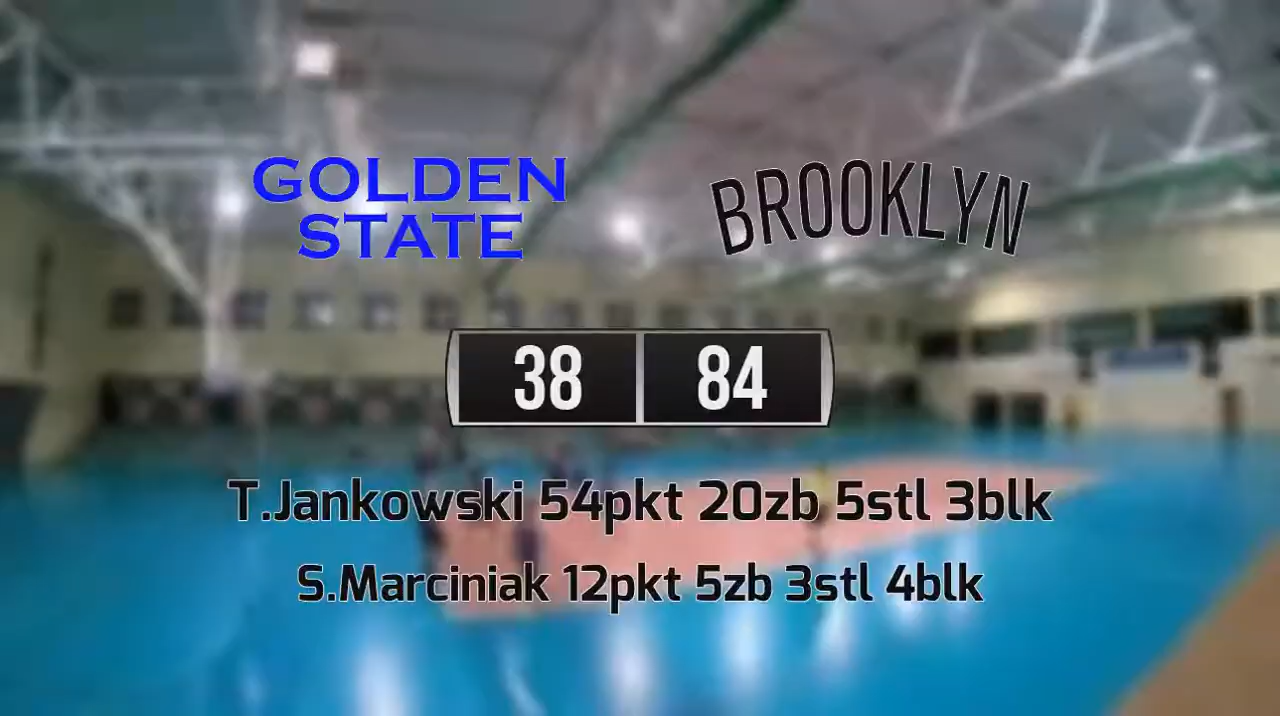 GOLDEN
STATE
BROOKLYN
38 84
T.Jankowski 54pkt 20zb 5stl 3blk
S.Marciniak 12pkt 5zb 3stl 4blk